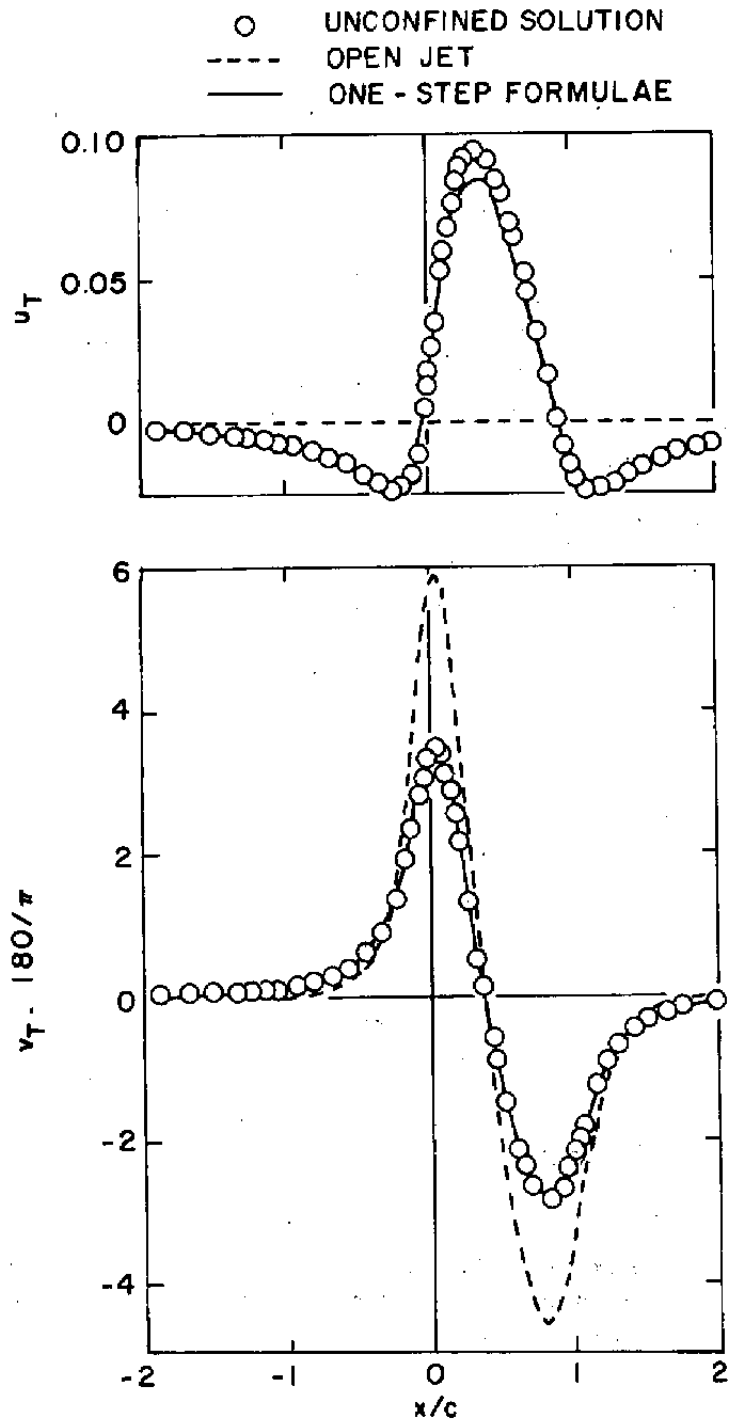 UNCONFINED SOLUTION
OPEN JET
ONE-STEP FORMULAE
0.10
0.05
0
u_T
6
4
2
0
-2
-4
v_T - 180/π
-2 -1 0 1 2
x/c